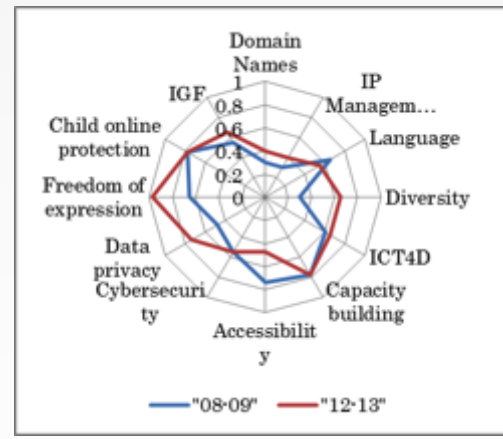 Domain
Names
IP
Managem...
Language
Diversity
ICT4D
Capacity
building
Accessibilit
y
Cybersecuri
ty
Data
privacy
Freedom of
expression
Child online
protection
IGF
1
0.8
0.6
0.4
0.2
0
"08-09"
"12-13"